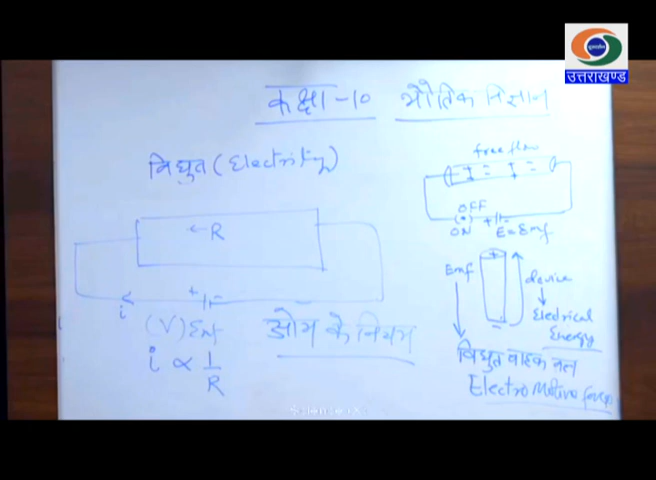 उत्तराखण्ड
कक्षा-10 भौतिक विज्ञान
विधुत (Electricity)
free flow
OFF
ON
E = Emf
R
+
i
(V) Emf
ओम के नियम
i ∝ 1/R
Emf
device
Electrical
Energy
विधुत वाहक बल
Electro Motive force